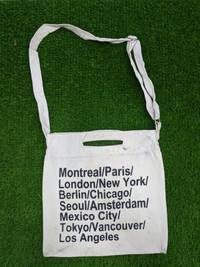 Montreal/Paris/
London/New York/
Berlin/Chicago/
Seoul/Amsterdam/
Mexico City/
Tokyo/Vancouver/
Los Angeles